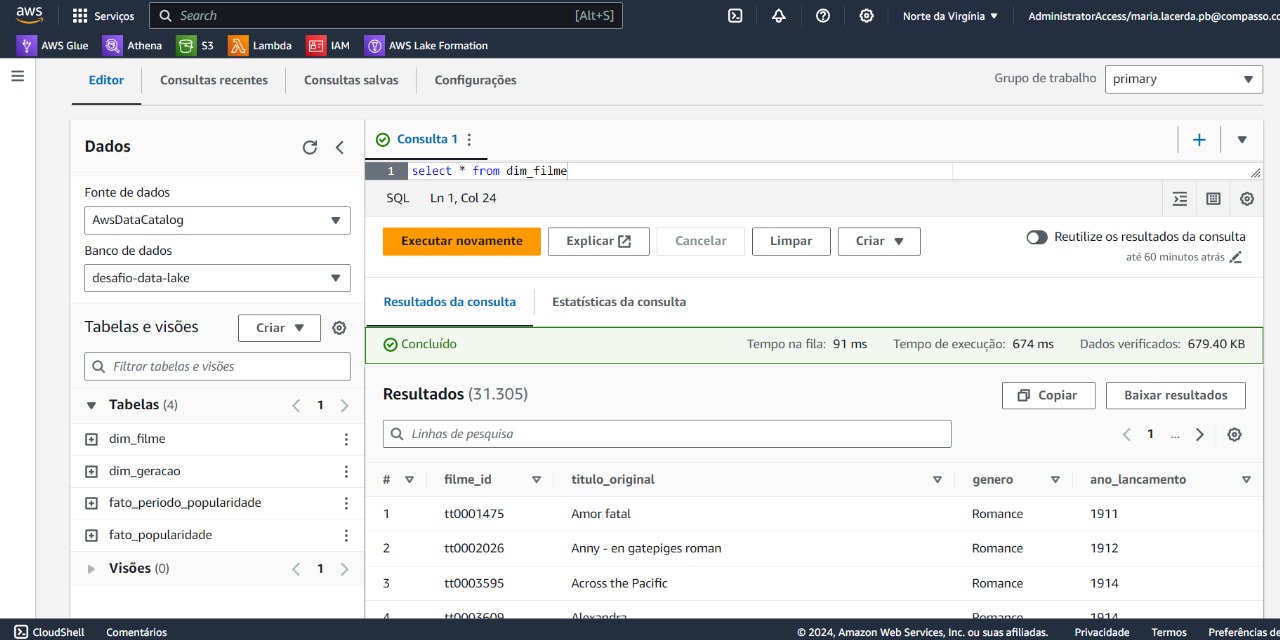 aws Serviços Search [Alt+S] Norte da Virgínia AdministratorAccess/maria.lacerda.pb@compasso.co
AWS Glue Athena S3 Lambda IAM AWS Lake Formation
Editor Consultas recentes Consultas salvas Configurações Grupo de trabalho primary
Dados
Fonte de dados
AwsDataCatalog
Banco de dados
desafio-data-lake
Tabelas e visões Criar
Filtrar tabelas e visões
Tabelas (4) 1
dim_filme
dim_geracao
fato_periodo_popularidade
fato_popularidade
Visões (0) 1
Consulta 1
1 select * from dim_filme
SQL Ln 1, Col 24
Executar novamente Explicar Cancelar Limpar Criar Reutilize os resultados da consulta
até 60 minutos atrás
Resultados da consulta Estatísticas da consulta
Concluído Tempo na fila: 91 ms Tempo de execução: 674 ms Dados verificados: 679.40 KB
Resultados (31.305) Copiar Baixar resultados
Linhas de pesquisa 1 ...
# filme_id titulo_original genero ano_lancamento
1 tt0001475 Amor fatal Romance 1911
2 tt0002026 Anny - en gatepiges roman Romance 1912
3 tt0003595 Across the Pacific Romance 1914
4 tt0003609 Alexandra Romance 1914
CloudShell Comentários © 2024, Amazon Web Services, Inc. ou suas afiliadas. Privacidade Termos Preferências de